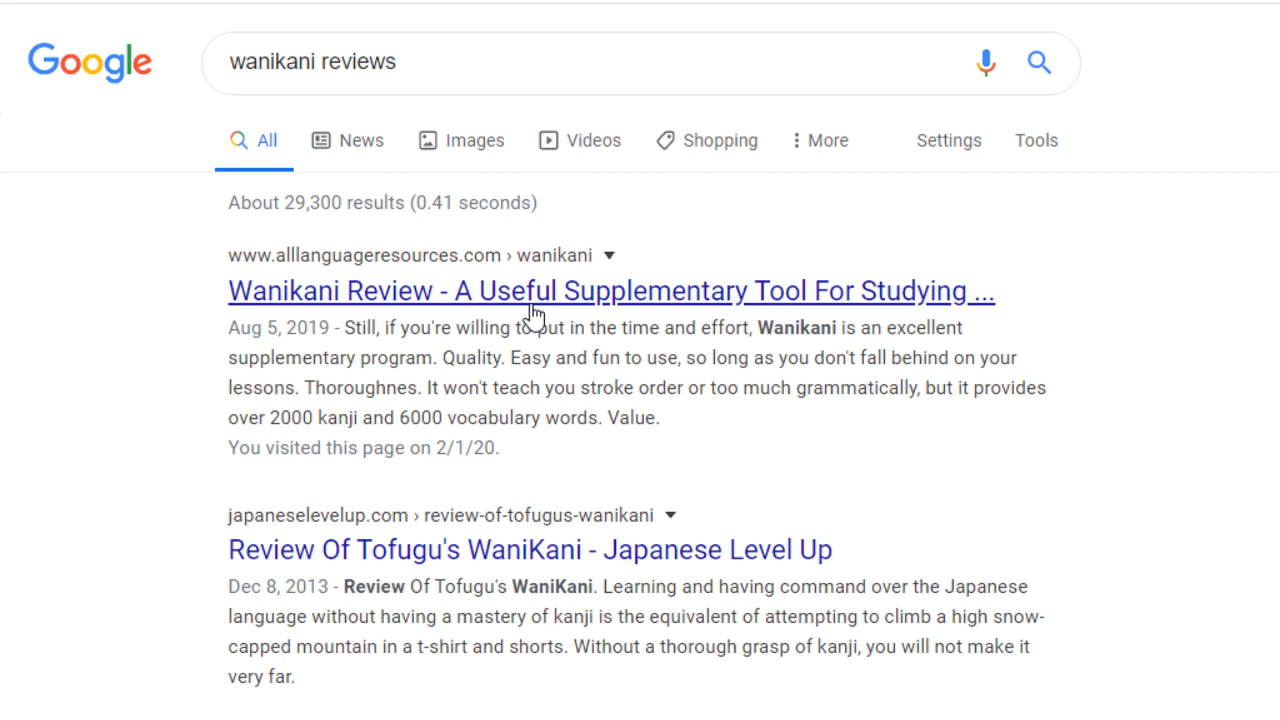 Google
wanikani reviews
All News Images Videos Shopping More Settings Tools
About 29,300 results (0.41 seconds)
www.alllanguageresources.com › wanikani
Wanikani Review - A Useful Supplementary Tool For Studying ...
Aug 5, 2019 - Still, if you're willing to put in the time and effort, Wanikani is an excellent
supplementary program. Quality. Easy and fun to use, so long as you don't fall behind on your
lessons. Thoroughnes. It won't teach you stroke order or too much grammatically, but it provides
over 2000 kanji and 6000 vocabulary words. Value.
You visited this page on 2/1/20.
japaneselevelup.com › review-of-tofugus-wanikani
Review Of Tofugu's WaniKani - Japanese Level Up
Dec 8, 2013 - Review Of Tofugu's WaniKani. Learning and having command over the Japanese
language without having a mastery of kanji is the equivalent of attempting to climb a high snow-
capped mountain in a t-shirt and shorts. Without a thorough grasp of kanji, you will not make it
very far.